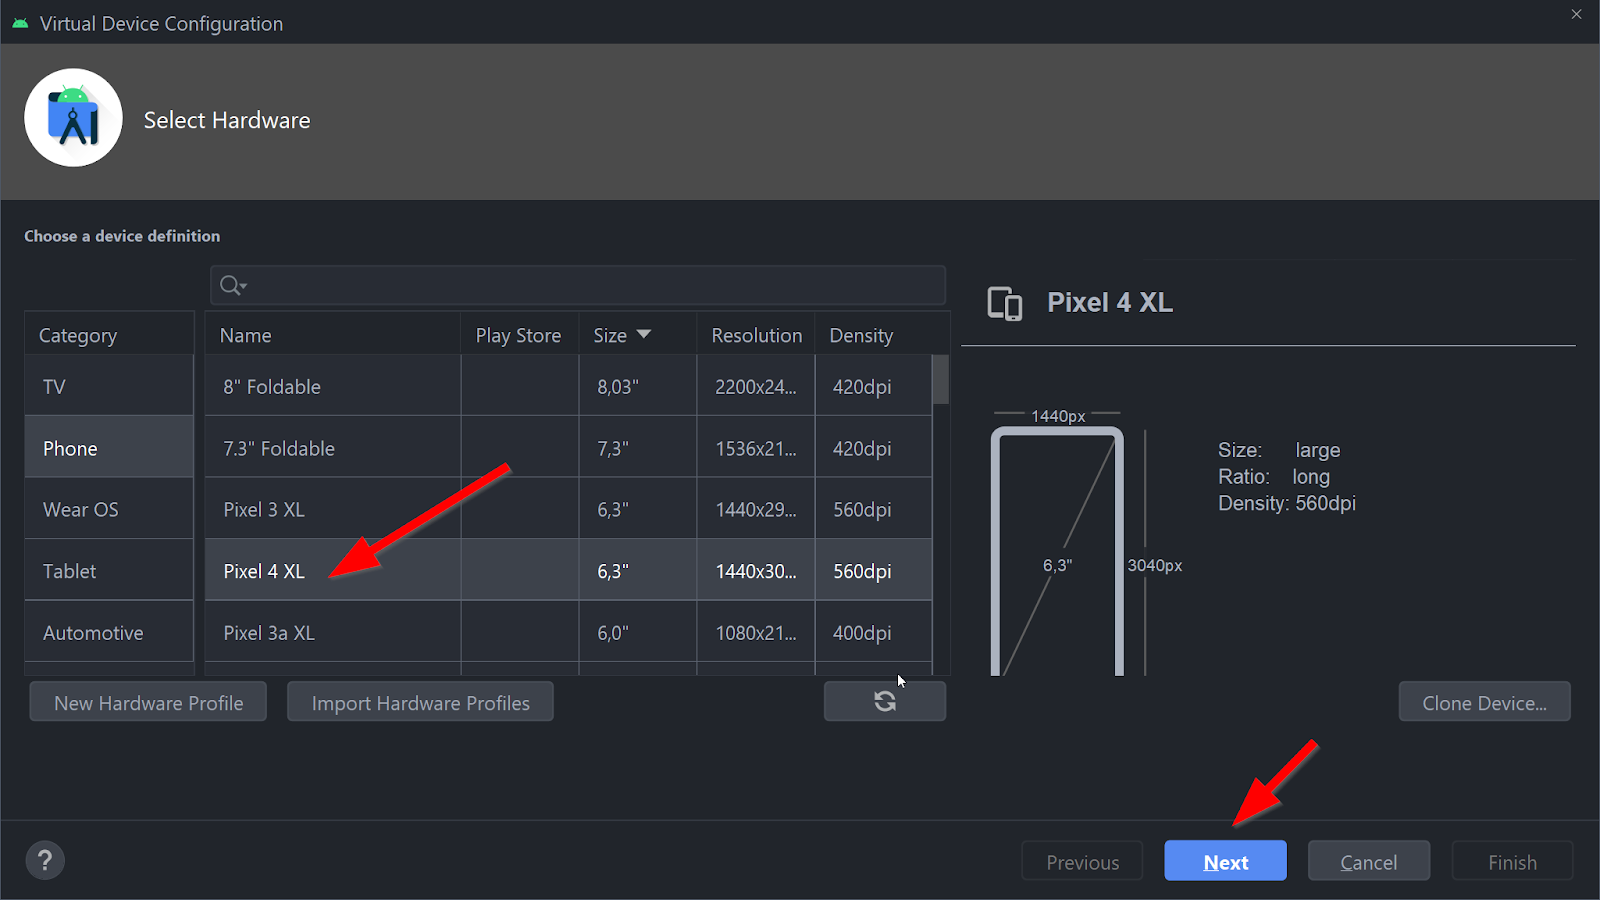 Virtual Device Configuration
Select Hardware
Choose a device definition
Category
Name Play Store Size Resolution Density
TV
8" Foldable 8,03" 2200x24... 420dpi
Phone
7.3" Foldable 7,3" 1536x21... 420dpi
Wear OS
Pixel 3 XL 6,3" 1440x29... 560dpi
Tablet
Pixel 4 XL 6,3" 1440x30... 560dpi
Automotive
Pixel 3a XL 6,0" 1080x21... 400dpi
New Hardware Profile
Import Hardware Profiles
Pixel 4 XL
1440px
6,3"
3040px
Size: large
Ratio: long
Density: 560dpi
Clone Device...
?
Previous
Next
Cancel
Finish